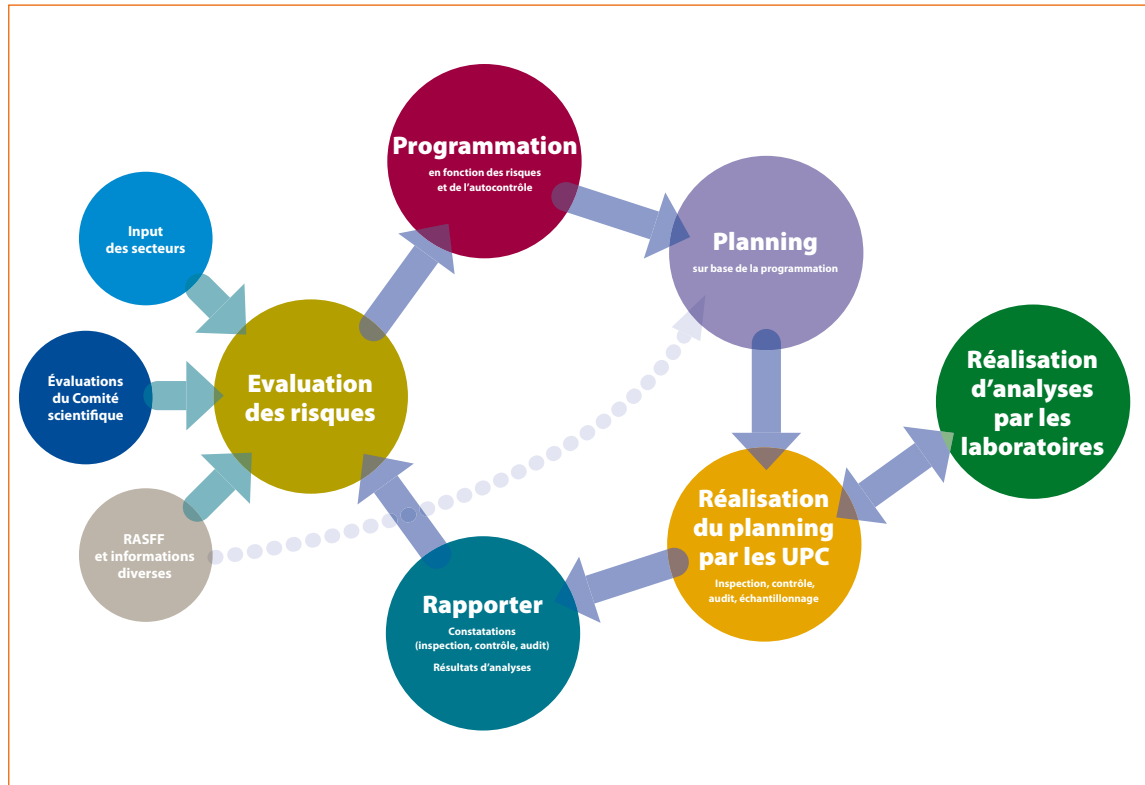 Programmation
en fonction des risques
et de l'autocontrôle
Planning
sur base de la programmation
Input
des secteurs
Évaluations
du Comité
scientifique
RASFF
et informations
diverses
Evaluation
des risques
Réalisation
d'analyses
par les
laboratoires
Réalisation
du planning
par les UPC
Inspection, contrôle,
audit, échantillonnage
Rapporter
Constatations
(inspection, contrôle, audit)
Résultats d'analyses